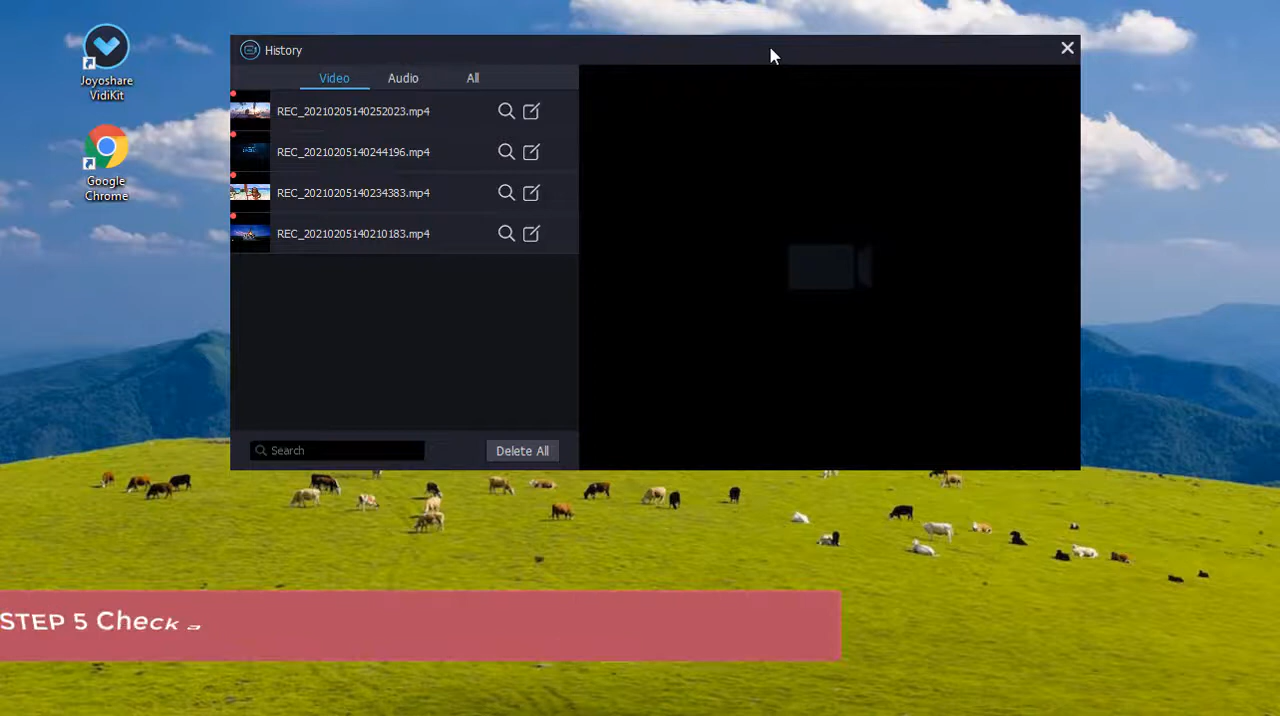 Joyoshare
VidiKit
Google
Chrome
History
Video Audio All
REC_20210205140252023.mp4
REC_20210205140244196.mp4
REC_20210205140234383.mp4
REC_20210205140210183.mp4
Search
Delete All
STEP 5 Check